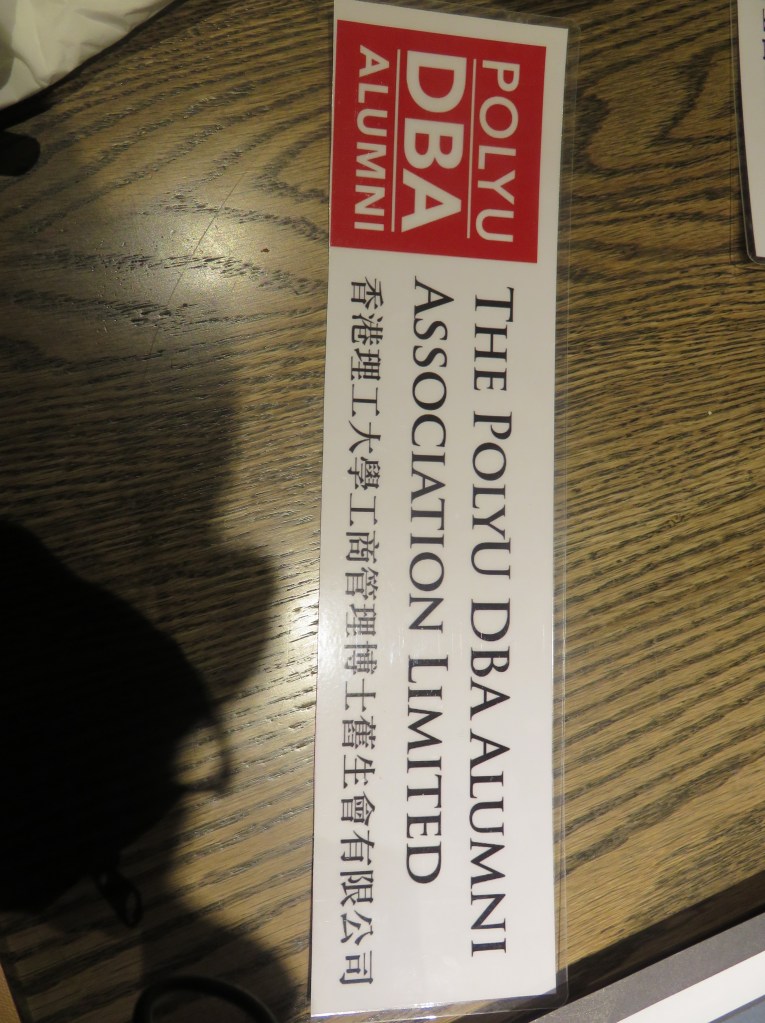 POLYU
DBA
ALUMNI
THE POLYU DBA ALUMNI
ASSOCIATION LIMITED
香港理工大學工商管理博士舊生會有限公司